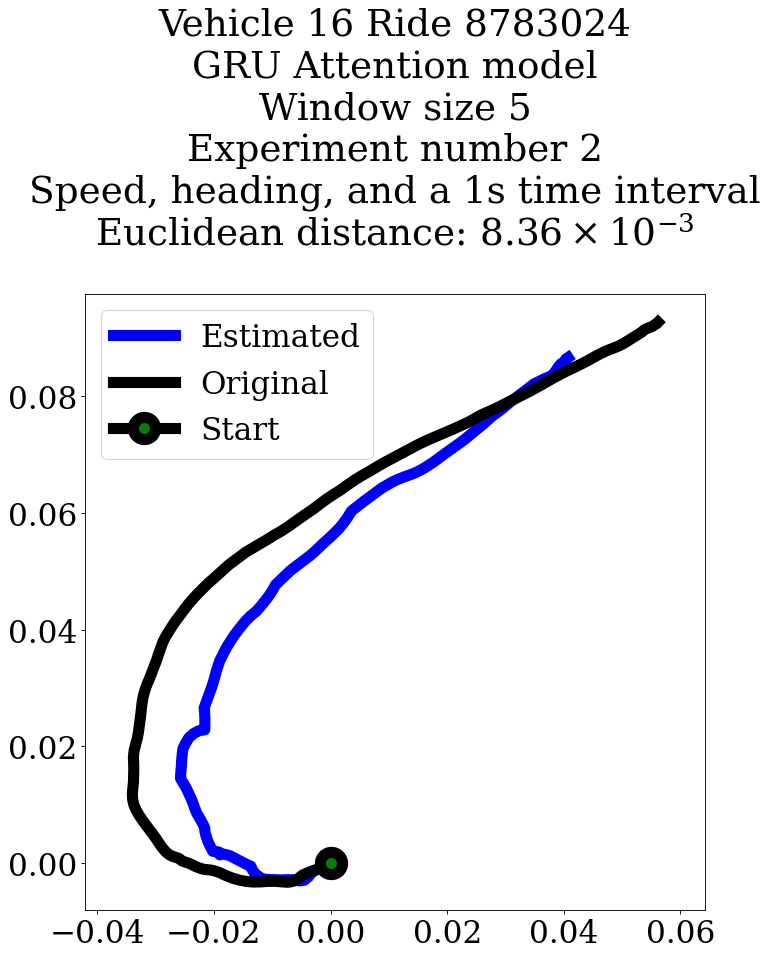 Vehicle 16 Ride 8783024
GRU Attention model
Window size 5
Experiment number 2
Speed, heading, and a 1s time interval
Euclidean distance: 8.36 × 10⁻³
Estimated
Original
Start
0.08
0.06
0.04
0.02
0.00
−0.04 −0.02 0.00 0.02 0.04 0.06